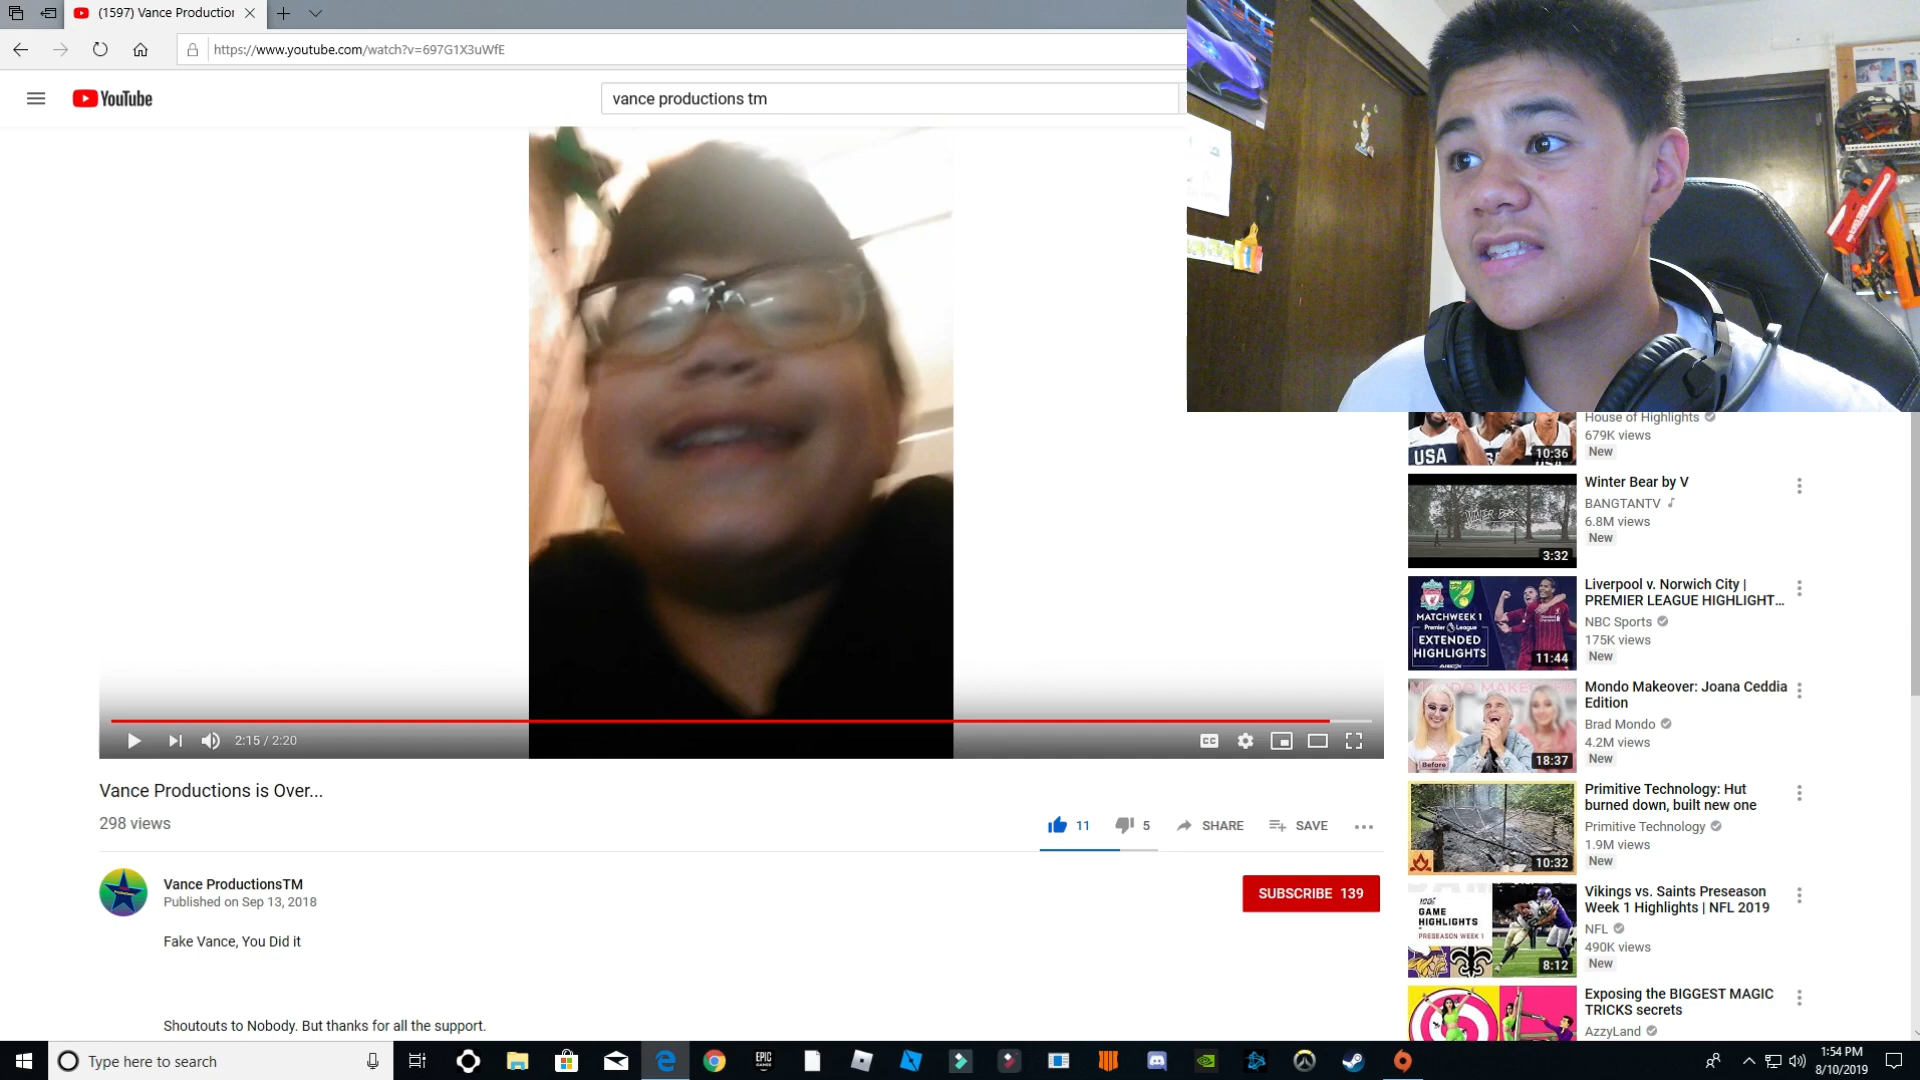 (1597) Vance Production
https://www.youtube.com/watch?v=697G1X3uWfE
YouTube
vance productions tm
House of Highlights
679K views
New
USA
10:36
Winter Bear by V
BANGTANTV
6.8M views
New
WINTER BEAR
3:32
Liverpool v. Norwich City |
PREMIER LEAGUE HIGHLIGHT...
NBC Sports
175K views
New
MATCHWEEK 1
Premier League
EXTENDED
HIGHLIGHTS
11:44
Mondo Makeover: Joana Ceddia
Edition
Brad Mondo
4.2M views
New
Before
18:37
Primitive Technology: Hut
burned down, built new one
Primitive Technology
1.9M views
New
10:32
Vikings vs. Saints Preseason
Week 1 Highlights | NFL 2019
NFL
490K views
New
GAME
HIGHLIGHTS
PRESEASON WEEK 1
8:12
Exposing the BIGGEST MAGIC
TRICKS secrets
AzzyLand
2:15 / 2:20
CC
Vance Productions is Over...
298 views
11
5
SHARE
SAVE
Vance ProductionsTM
Published on Sep 13, 2018
SUBSCRIBE 139
Fake Vance, You Did it
Shoutouts to Nobody. But thanks for all the support.
Type here to search
EPIC
GAMES
1:54 PM
8/10/2019